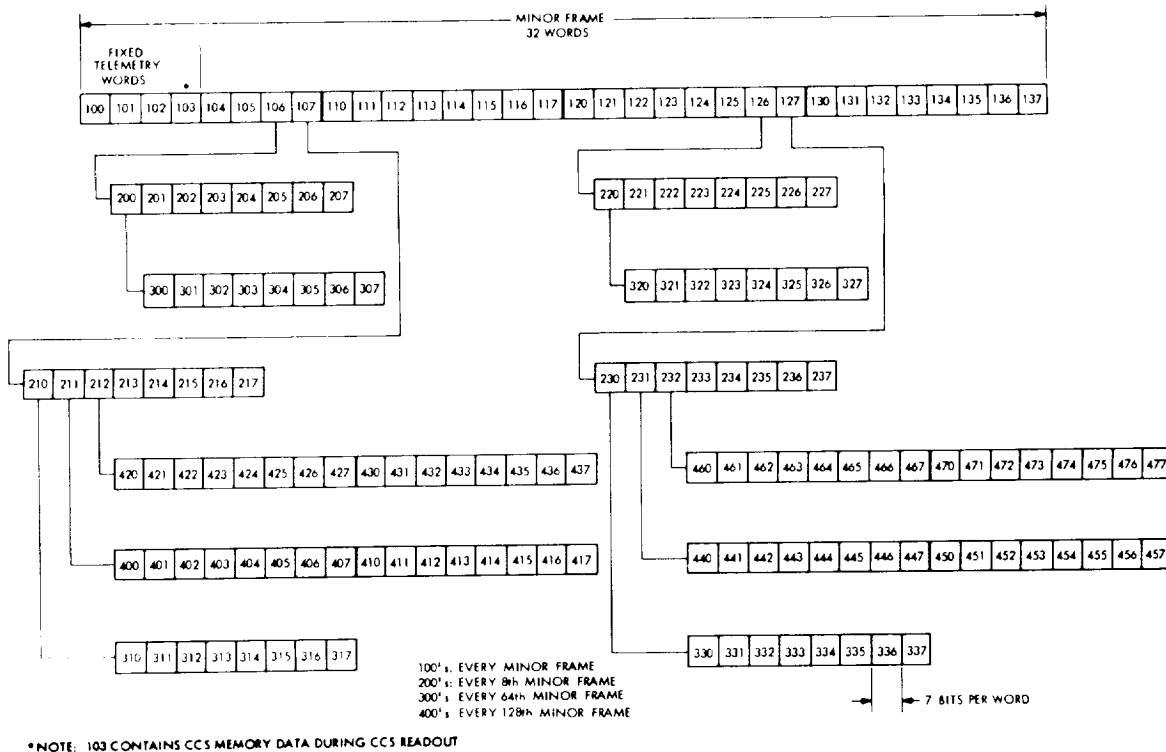 MINOR FRAME
32 WORDS
FIXED
TELEMETRY
WORDS
*
100 101 102 103 104 105 106 107 110 111 112 113 114 115 116 117 120 121 122 123 124 125 126 127 130 131 132 133 134 135 136 137
200 201 202 203 204 205 206 207
220 221 222 223 224 225 226 227
300 301 302 303 304 305 306 307
320 321 322 323 324 325 326 327
210 211 212 213 214 215 216 217
230 231 232 233 234 235 236 237
420 421 422 423 424 425 426 427 430 431 432 433 434 435 436 437
460 461 462 463 464 465 466 467 470 471 472 473 474 475 476 477
400 401 402 403 404 405 406 407 410 411 412 413 414 415 416 417
440 441 442 443 444 445 446 447 450 451 452 453 454 455 456 457
310 311 312 313 314 315 316 317
330 331 332 333 334 335 336 337
100's: EVERY MINOR FRAME
200's: EVERY 8th MINOR FRAME
300's EVERY 64th MINOR FRAME
400's EVERY 128th MINOR FRAME
7 BITS PER WORD
*NOTE: 103 CONTAINS CCS MEMORY DATA DURING CCS READOUT